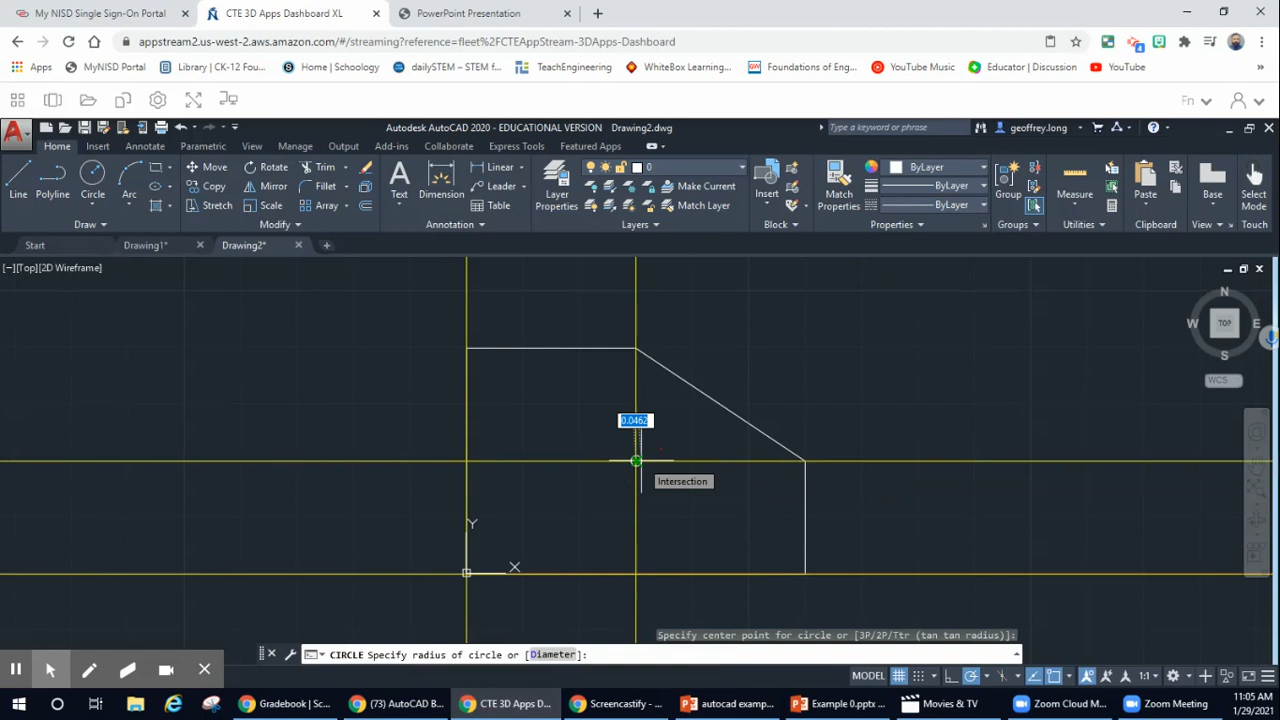 My NISD Single Sign-On Portal
CTE 3D Apps Dashboard XL
PowerPoint Presentation
appstream2.us-west-2.aws.amazon.com/#/streaming?reference=fleet%2FCTEAppStream-3DApps-Dashboard
Apps MyNISD Portal Library | CK-12 Fou... Home | Schoology dailySTEM – STEM f... TeachEngineering WhiteBox Learning... Foundations of Eng... YouTube Music Educator | Discussion YouTube
Fn
Autodesk AutoCAD 2020 - EDUCATIONAL VERSION Drawing2.dwg
Type a keyword or phrase
geoffrey.long
Home Insert Annotate Parametric View Manage Output Add-ins Collaborate Express Tools Featured Apps
Move Rotate Trim Linear 0 ByLayer
Line Polyline Circle Arc Copy Mirror Fillet Text Dimension Leader Layer Properties Make Current Insert Match Properties ByLayer Group Measure Paste Base Select Mode
Stretch Scale Array Table Match Layer ByLayer
Draw Modify Annotation Layers Block Properties Groups Utilities Clipboard View Touch
Start Drawing1* Drawing2*
[–][Top][2D Wireframe]
N
W TOP E
S
WCS
0.0462
Intersection
Y
X
Specify center point for circle or [3P/2P/Ttr (tan tan radius)]:
CIRCLE Specify radius of circle or [Diameter]:
MODEL 1:1
Gradebook | Sc... (73) AutoCAD B... CTE 3D Apps D... Screencastify - ... autocad examp... Example 0.pptx ... Movies & TV Zoom Cloud M... Zoom Meeting
11:05 AM
1/29/2021